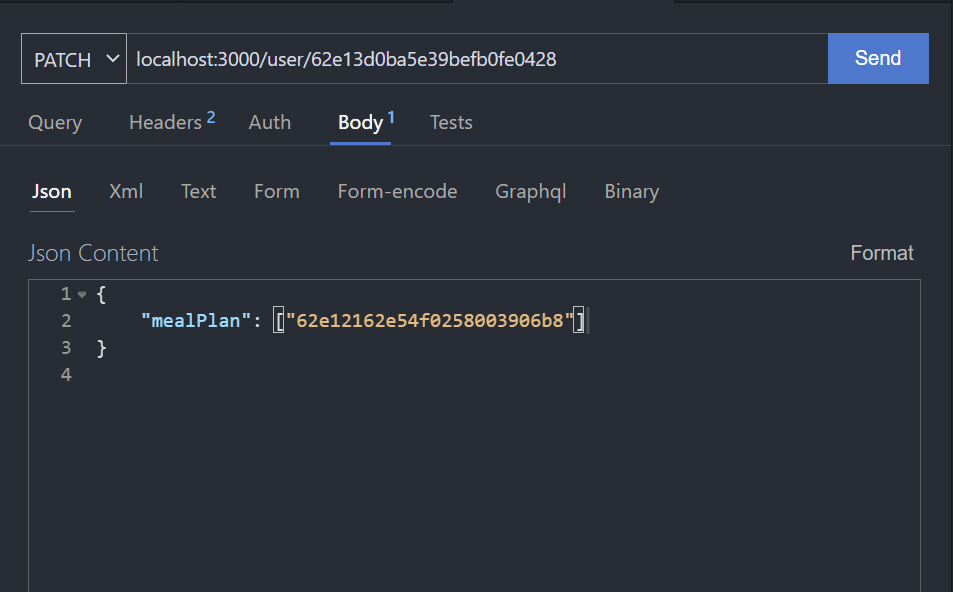 PATCH localhost:3000/user/62e13d0ba5e39befb0fe0428 Send
Query Headers 2 Auth Body 1 Tests
Json Xml Text Form Form-encode Graphql Binary
Json Content Format
1 {
2 "mealPlan": ["62e12162e54f0258003906b8"]
3 }
4